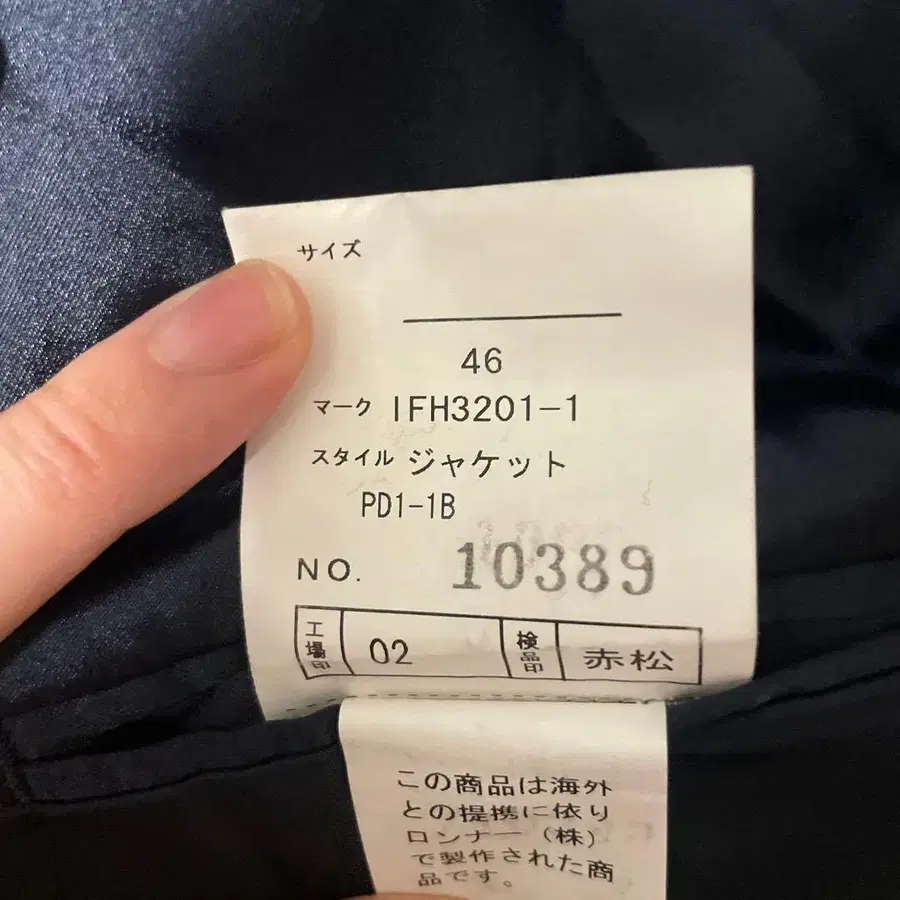 サイズ
46
マーク IFH3201-1
スタイル ジャケット
PD1-1B
NO. 10389
工場印 02 検品印 赤松
この商品は海外
との提携に依り
ロンナー(株)
で製作された商
品です。